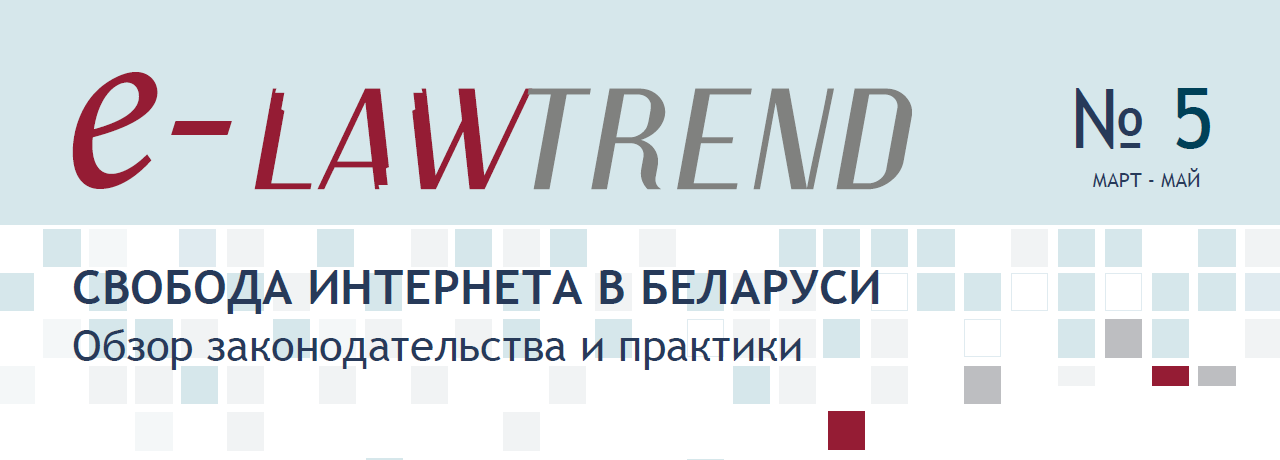 e-LAWTREND
№ 5
МАРТ - МАЙ
СВОБОДА ИНТЕРНЕТА В БЕЛАРУСИ
Обзор законодательства и практики